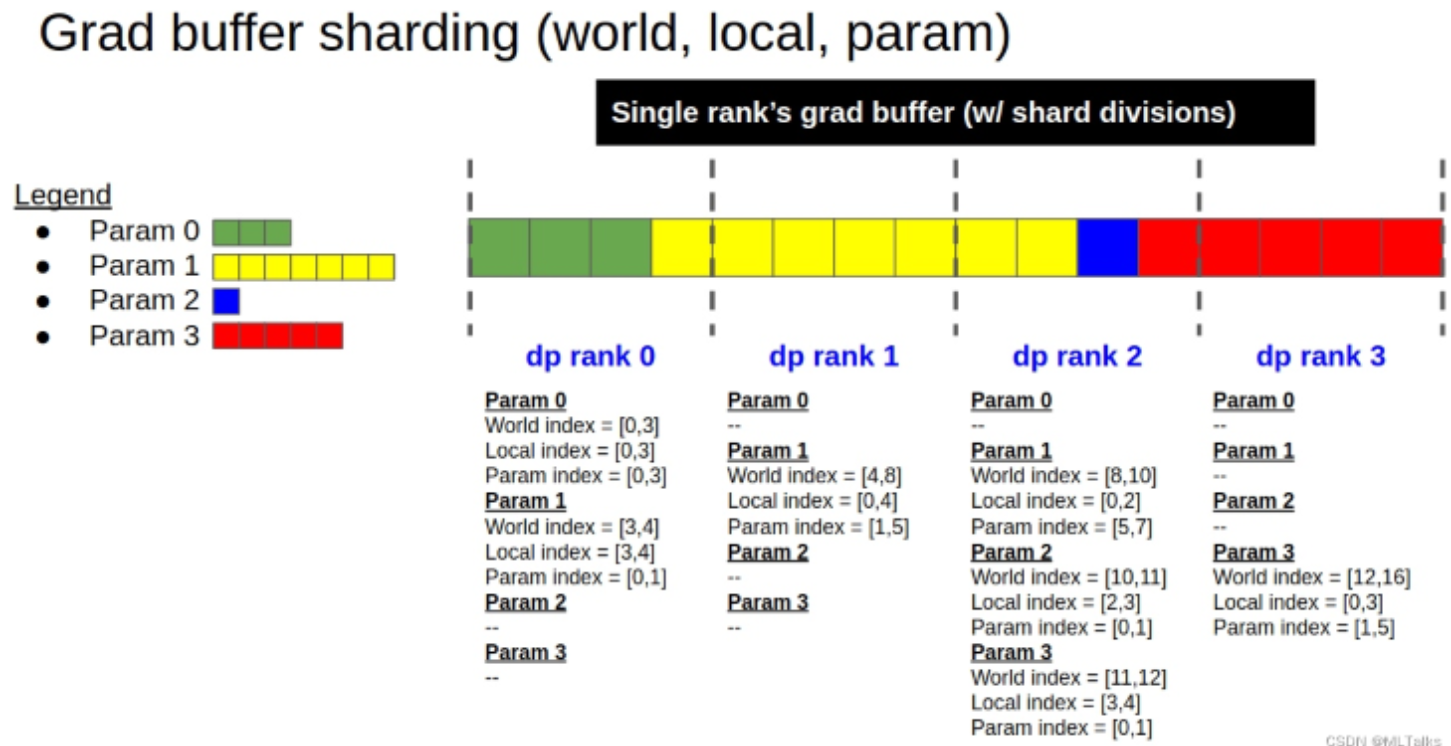 Grad buffer sharding (world, local, param)
Single rank's grad buffer (w/ shard divisions)
Legend
● Param 0
● Param 1
● Param 2
● Param 3
dp rank 0
Param 0
World index = [0,3]
Local index = [0,3]
Param index = [0,3]
Param 1
World index = [3,4]
Local index = [3,4]
Param index = [0,1]
Param 2
--
Param 3
--
dp rank 1
Param 0
--
Param 1
World index = [4,8]
Local index = [0,4]
Param index = [1,5]
Param 2
--
Param 3
--
dp rank 2
Param 0
--
Param 1
World index = [8,10]
Local index = [0,2]
Param index = [5,7]
Param 2
World index = [10,11]
Local index = [2,3]
Param index = [0,1]
Param 3
World index = [11,12]
Local index = [3,4]
Param index = [0,1]
dp rank 3
Param 0
--
Param 1
--
Param 2
--
Param 3
World index = [12,16]
Local index = [0,3]
Param index = [1,5]
CSDN @MLTalks